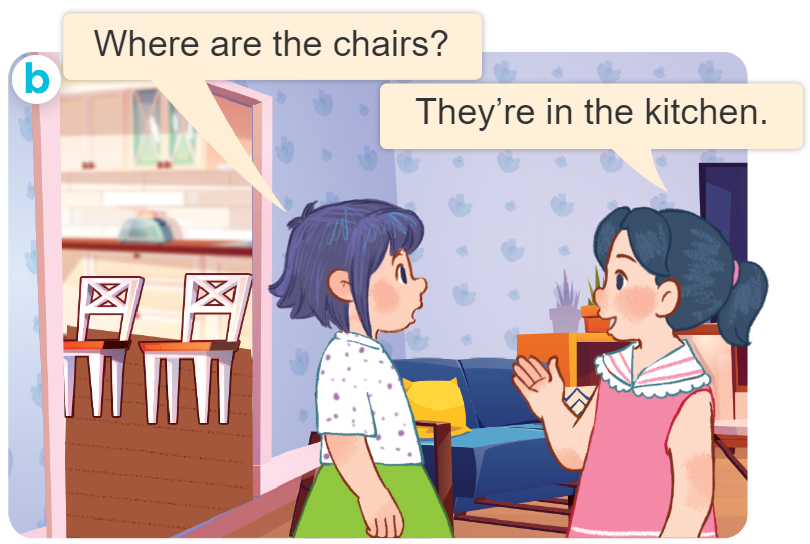 b
Where are the chairs?
They’re in the kitchen.